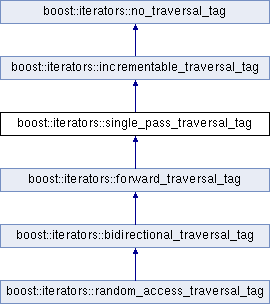 boost::iterators::no_traversal_tag
boost::iterators::incrementable_traversal_tag
boost::iterators::single_pass_traversal_tag
boost::iterators::forward_traversal_tag
boost::iterators::bidirectional_traversal_tag
boost::iterators::random_access_traversal_tag